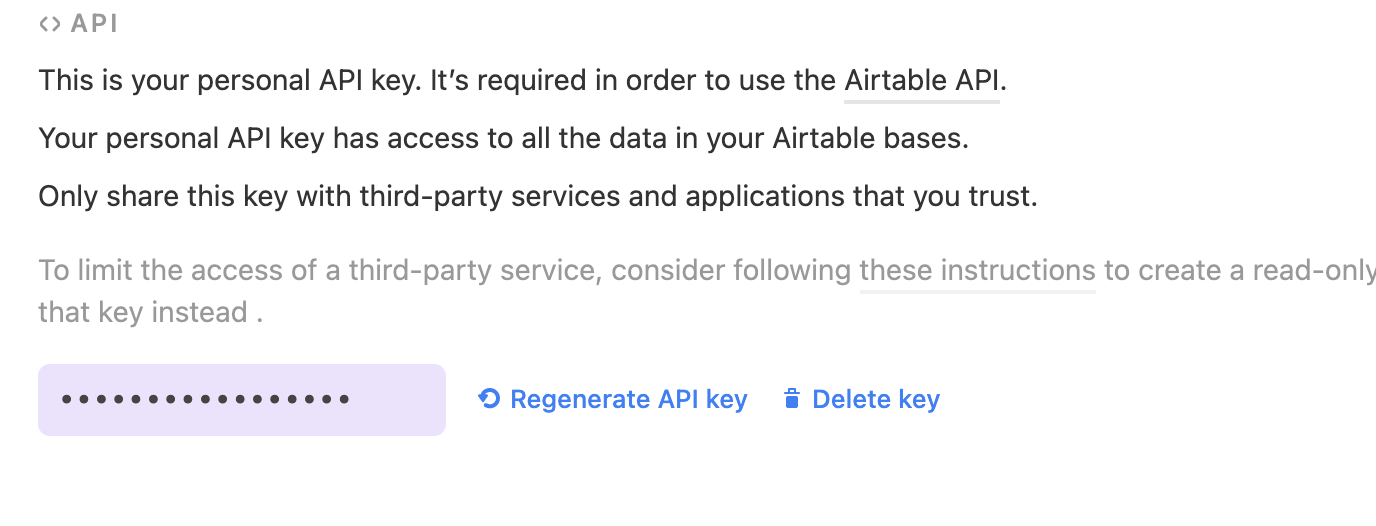 <> API
This is your personal API key. It’s required in order to use the Airtable API.
Your personal API key has access to all the data in your Airtable bases.
Only share this key with third-party services and applications that you trust.
To limit the access of a third-party service, consider following these instructions to create a read-only
that key instead .
•••••••••••••••••
Regenerate API key
Delete key